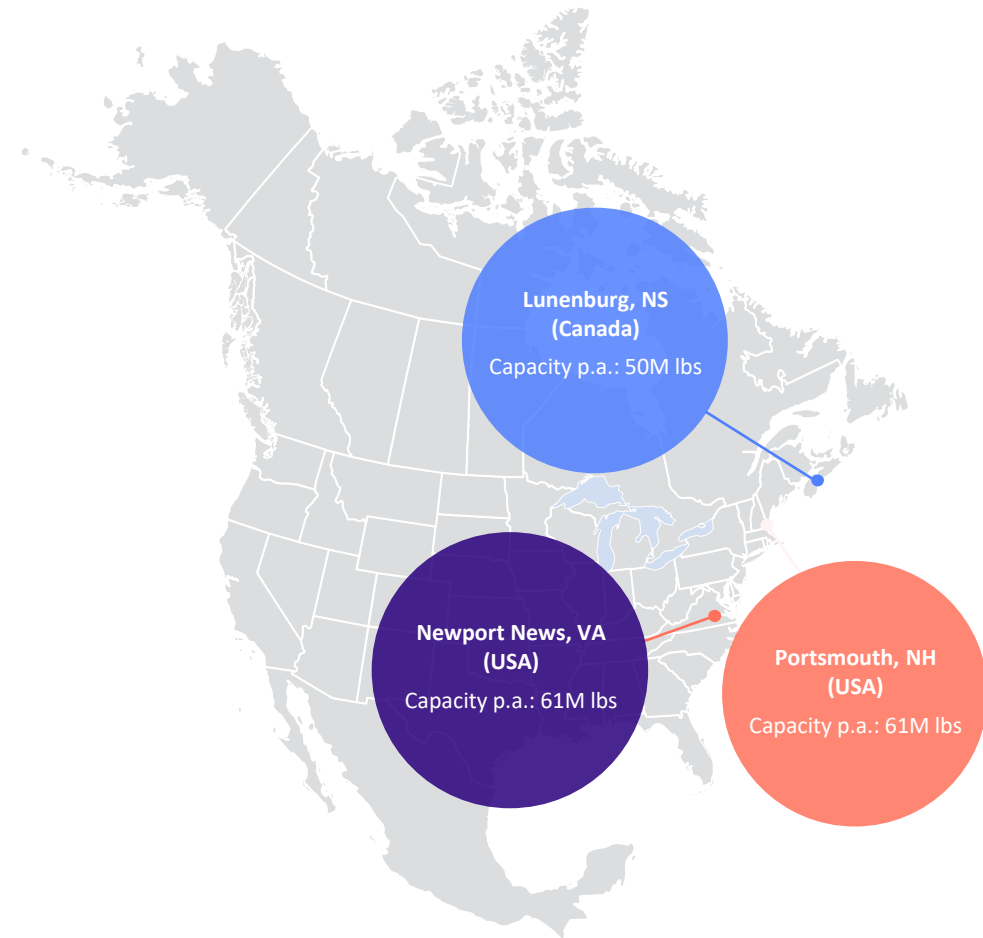 Lunenburg, NS
(Canada)
Capacity p.a.: 50M lbs
Newport News, VA
(USA)
Capacity p.a.: 61M lbs
Portsmouth, NH
(USA)
Capacity p.a.: 61M lbs